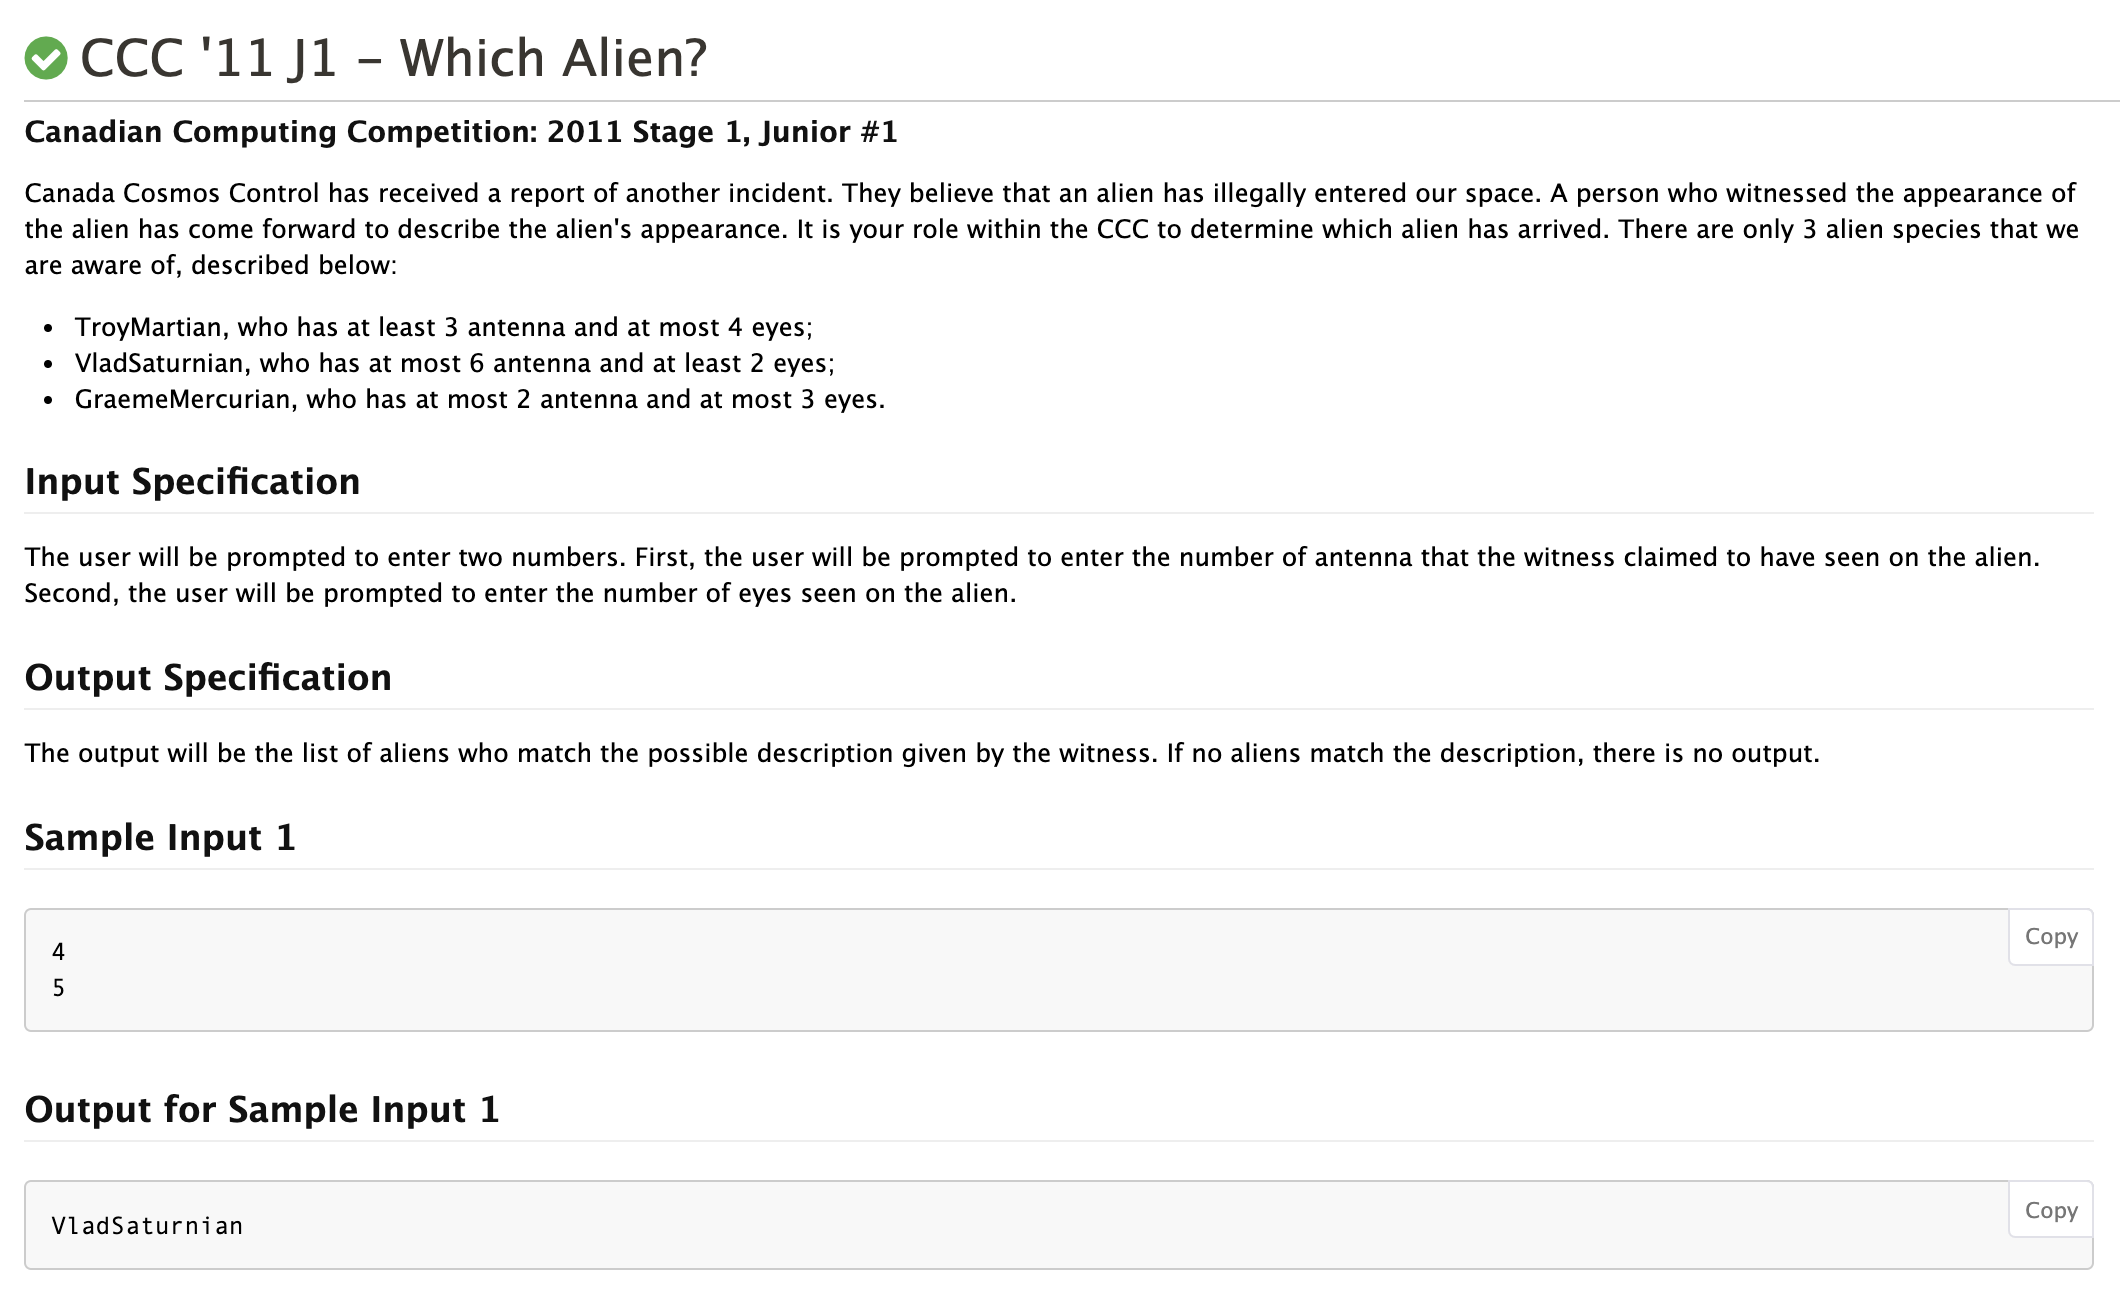 CCC '11 J1 – Which Alien?
Canadian Computing Competition: 2011 Stage 1, Junior #1
Canada Cosmos Control has received a report of another incident. They believe that an alien has illegally entered our space. A person who witnessed the appearance of
the alien has come forward to describe the alien's appearance. It is your role within the CCC to determine which alien has arrived. There are only 3 alien species that we
are aware of, described below:
• TroyMartian, who has at least 3 antenna and at most 4 eyes;
• VladSaturnian, who has at most 6 antenna and at least 2 eyes;
• GraemeMercurian, who has at most 2 antenna and at most 3 eyes.
Input Specification
The user will be prompted to enter two numbers. First, the user will be prompted to enter the number of antenna that the witness claimed to have seen on the alien.
Second, the user will be prompted to enter the number of eyes seen on the alien.
Output Specification
The output will be the list of aliens who match the possible description given by the witness. If no aliens match the description, there is no output.
Sample Input 1
Copy
4
5
Output for Sample Input 1
Copy
VladSaturnian